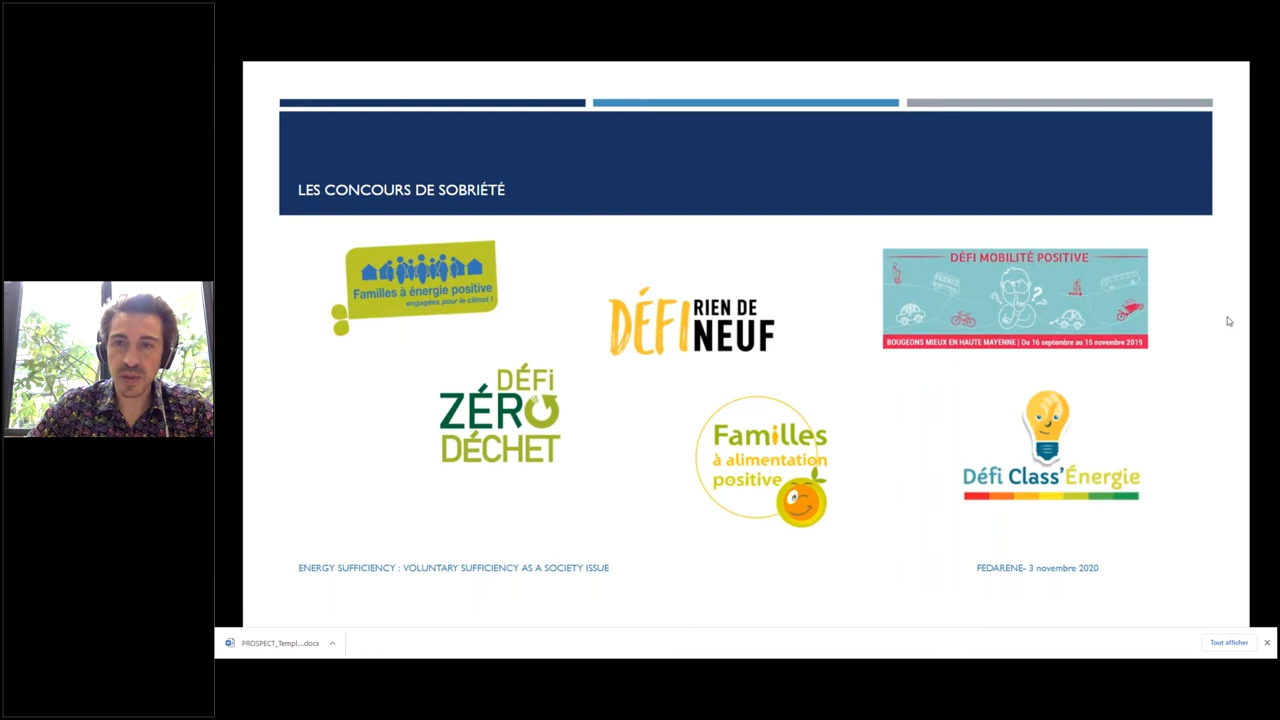 LES CONCOURS DE SOBRIÉTÉ
Familles à énergie positive
engagées pour le climat !
DÉFI RIEN DE NEUF
DÉFI MOBILITÉ POSITIVE
?
BOUGEONS MIEUX EN HAUTE MAYENNE | Du 16 septembre au 15 novembre 2019
DÉFi
ZÉRO
DÉCHET
Familles
à alimentation
positive
Défi Class'Énergie
ENERGY SUFFICIENCY : VOLUNTARY SUFFICIENCY AS A SOCIETY ISSUE
FEDARENE- 3 novembre 2020
PROSPECT_Templ....docx
Tout afficher